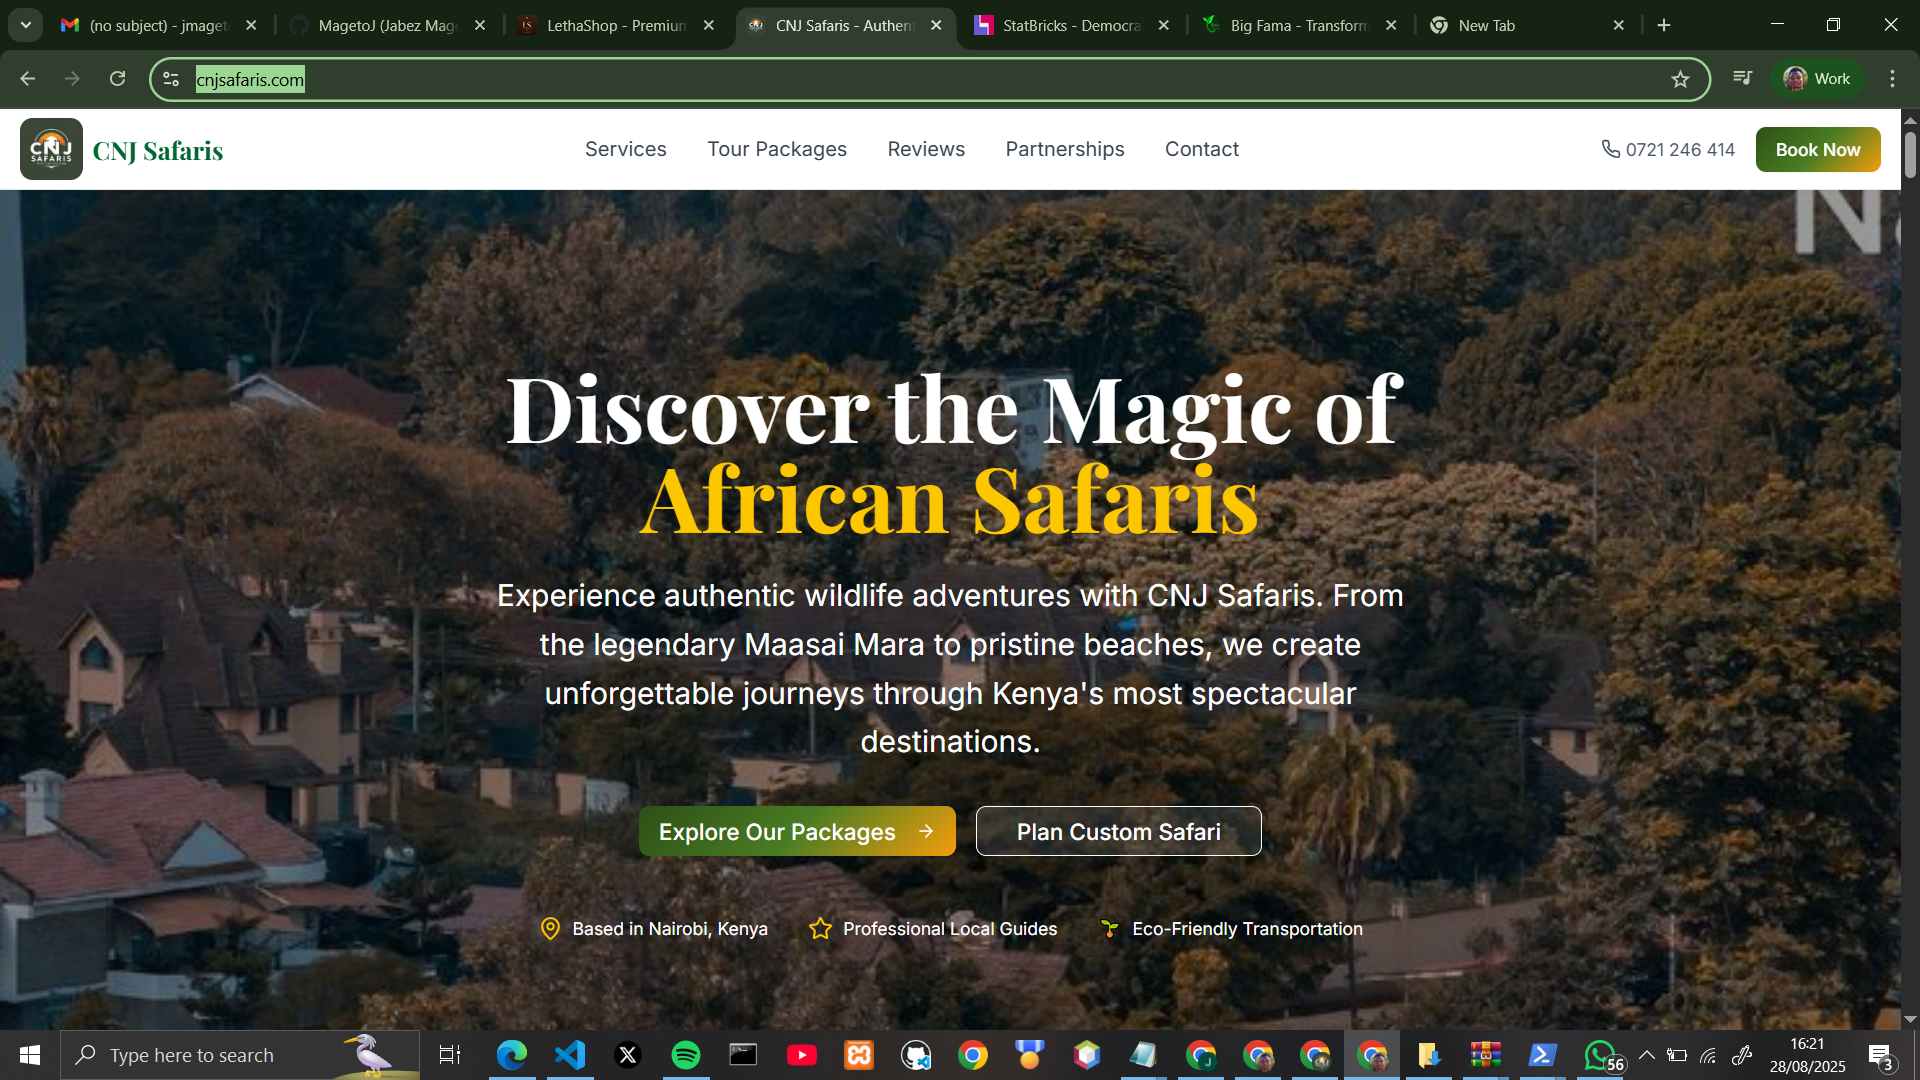 (no subject) - jmaget
MagetoJ (Jabez Mage
LethaShop - Premium
CNJ Safaris - Authent
StatBricks - Democra
Big Fama - Transform
New Tab
cnjsafaris.com
Work
CNJ
SAFARIS
CNJ Safaris
Services
Tour Packages
Reviews
Partnerships
Contact
0721 246 414
Book Now
Discover the Magic of
African Safaris
Experience authentic wildlife adventures with CNJ Safaris. From
the legendary Maasai Mara to pristine beaches, we create
unforgettable journeys through Kenya's most spectacular
destinations.
Explore Our Packages
Plan Custom Safari
Based in Nairobi, Kenya
Professional Local Guides
Eco-Friendly Transportation
Type here to search
56
16:21
28/08/2025
3